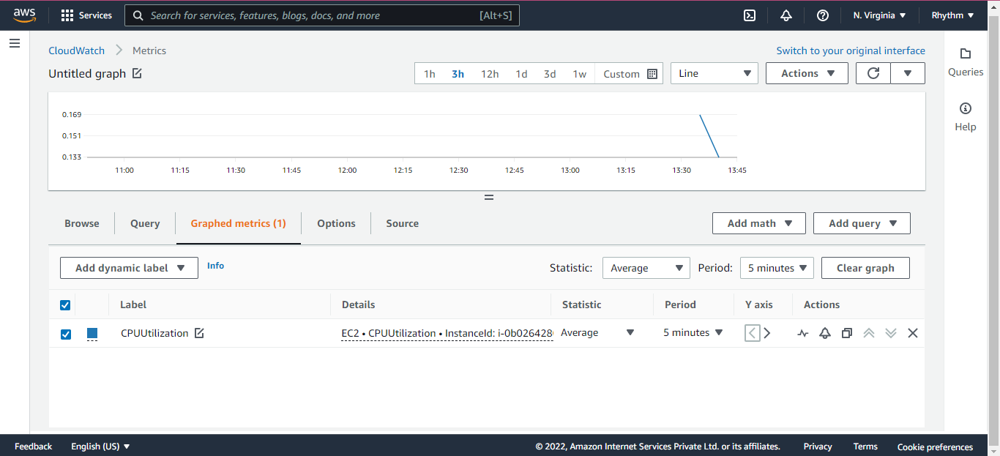 aws Services Search for services, features, blogs, docs, and more [Alt+S] N. Virginia Rhythm
CloudWatch Metrics Switch to your original interface
Untitled graph 1h 3h 12h 1d 3d 1w Custom Line Actions
Queries
Help
0.169
0.151
0.133
11:00 11:15 11:30 11:45 12:00 12:15 12:30 12:45 13:00 13:15 13:30 13:45
Browse Query Graphed metrics (1) Options Source Add math Add query
Add dynamic label Info Statistic: Average Period: 5 minutes Clear graph
Label Details Statistic Period Y axis Actions
CPUUtilization EC2 • CPUUtilization • InstanceId: i-0b026428 Average 5 minutes
Feedback English (US) © 2022, Amazon Internet Services Private Ltd. or its affiliates. Privacy Terms Cookie preferences